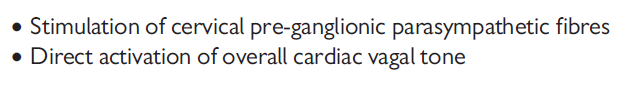 • Stimulation of cervical pre-ganglionic parasympathetic fibres
• Direct activation of overall cardiac vagal tone